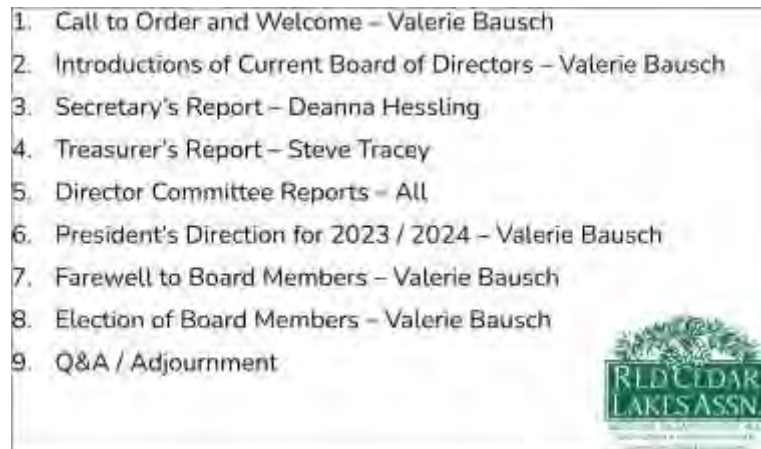 1. Call to Order and Welcome – Valerie Bausch
2. Introductions of Current Board of Directors – Valerie Bausch
3. Secretary's Report – Deanna Hessling
4. Treasurer's Report – Steve Tracey
5. Director Committee Reports – All
6. President's Direction for 2023 / 2024 – Valerie Bausch
7. Farewell to Board Members – Valerie Bausch
8. Election of Board Members – Valerie Bausch
9. Q&A / Adjournment
RED CEDAR
LAKES ASSN.